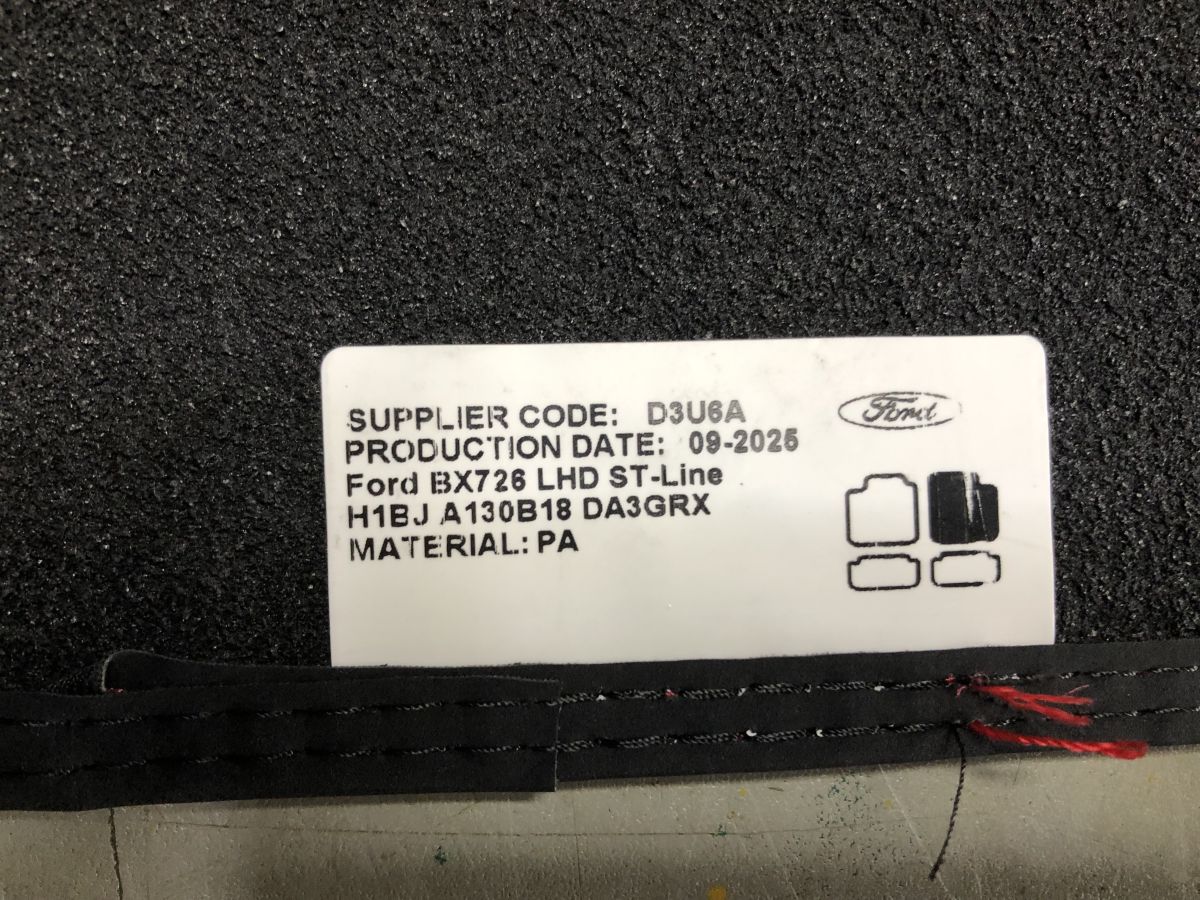 SUPPLIER CODE: D3U6A
PRODUCTION DATE: 09-2025
Ford BX726 LHD ST-Line
H1BJ A130B18 DA3GRX
MATERIAL: PA
Ford